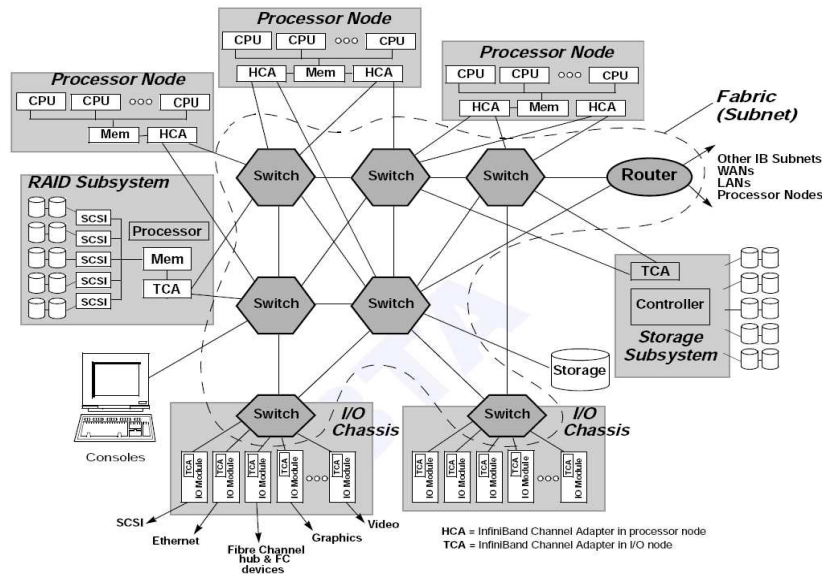 Processor Node
CPU CPU CPU
HCA Mem HCA
Processor Node
CPU CPU CPU
HCA Mem HCA
Processor Node
CPU CPU CPU
Mem HCA
Fabric
(Subnet)
Switch Switch Switch Router
Other IB Subnets
WANs
LANs
Processor Nodes
RAID Subsystem
SCSI
SCSI
SCSI
SCSI
SCSI
Processor
Mem
TCA
Switch Switch
TCA
Controller
Storage
Subsystem
Storage
Consoles
Switch I/O
Chassis
TCA IO Module
TCA IO Module
TCA IO Module
TCA IO Module
TCA IO Module
SCSI
Ethernet
Fibre Channel
hub & FC
devices
Graphics
Video
Switch I/O
Chassis
TCA IO Module
TCA IO Module
TCA IO Module
TCA IO Module
TCA IO Module
HCA = InfiniBand Channel Adapter in processor node
TCA = InfiniBand Channel Adapter in I/O node